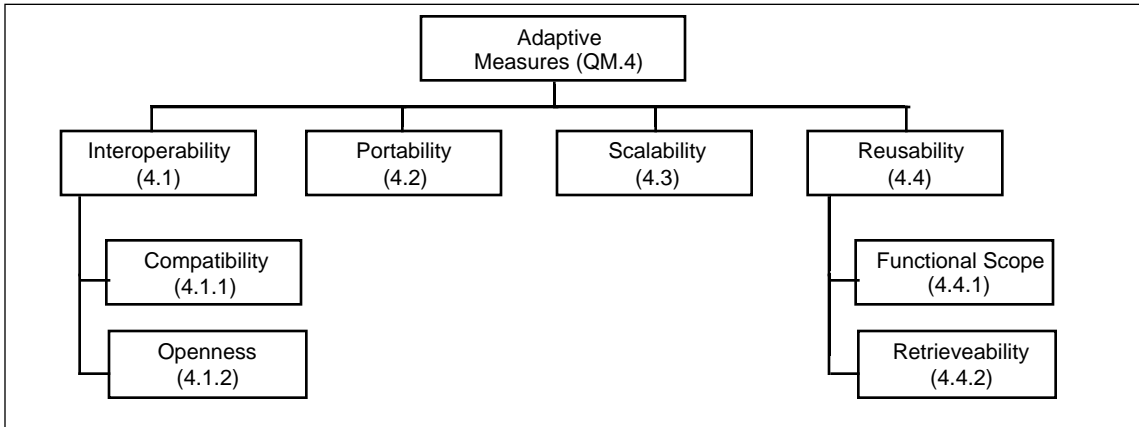 Adaptive
Measures (QM.4)
Interoperability
(4.1)
Portability
(4.2)
Scalability
(4.3)
Reusability
(4.4)
Compatibility
(4.1.1)
Openness
(4.1.2)
Functional Scope
(4.4.1)
Retrieveability
(4.4.2)